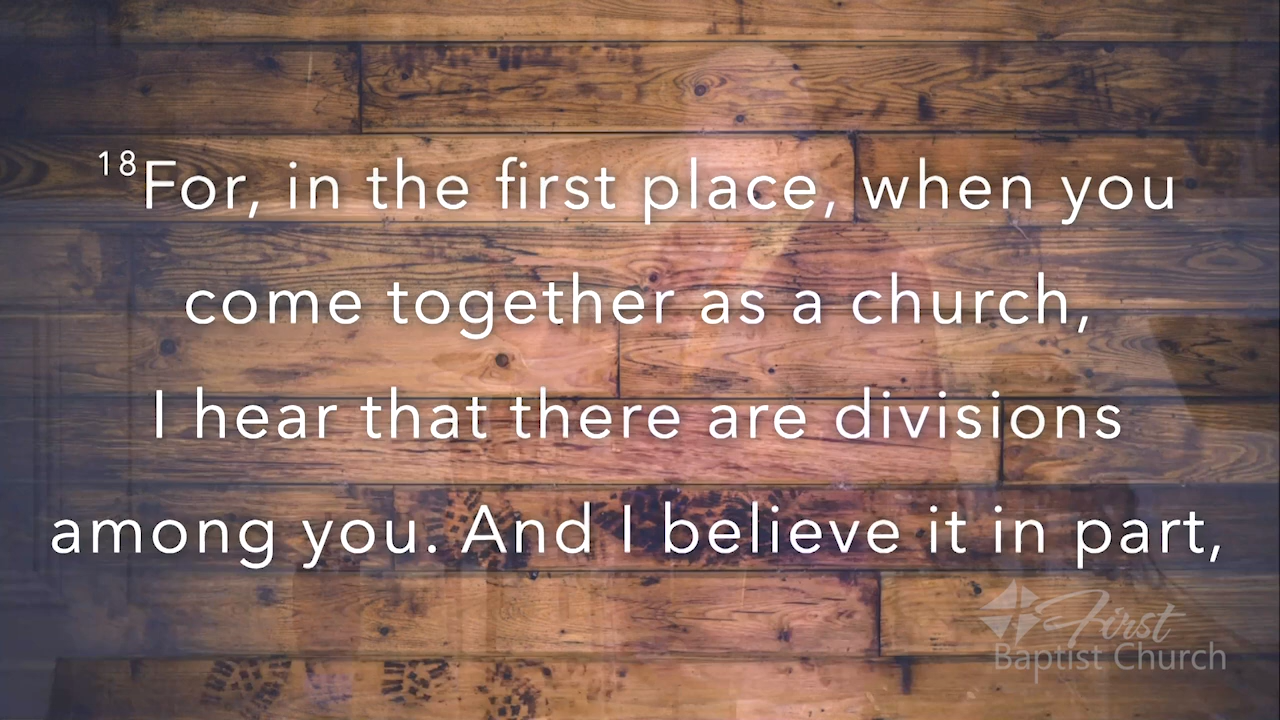 18For, in the first place, when you
come together as a church,
I hear that there are divisions
among you. And I believe it in part,
First
Baptist Church